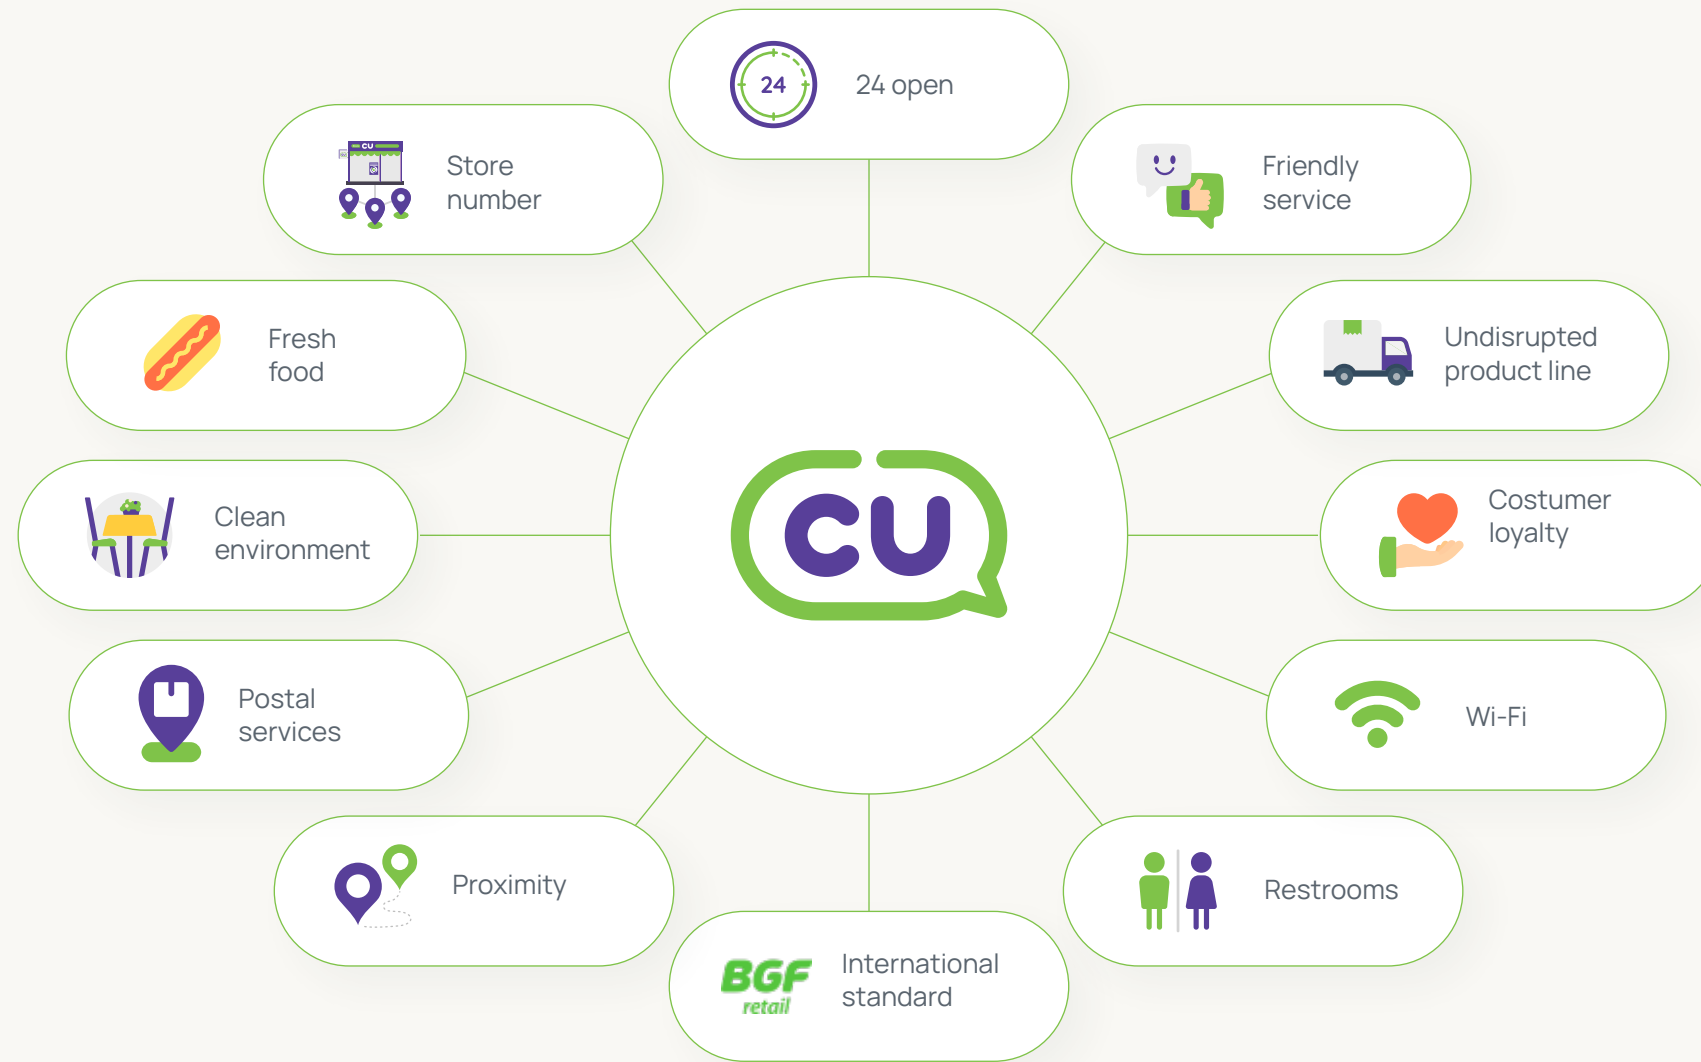 24
24 open
CU
Store
number
Friendly
service
Fresh
food
Undisrupted
product line
Clean
environment
CU
Costumer
loyalty
Postal
services
Wi-Fi
Proximity
Restrooms
BGF
retail
International
standard